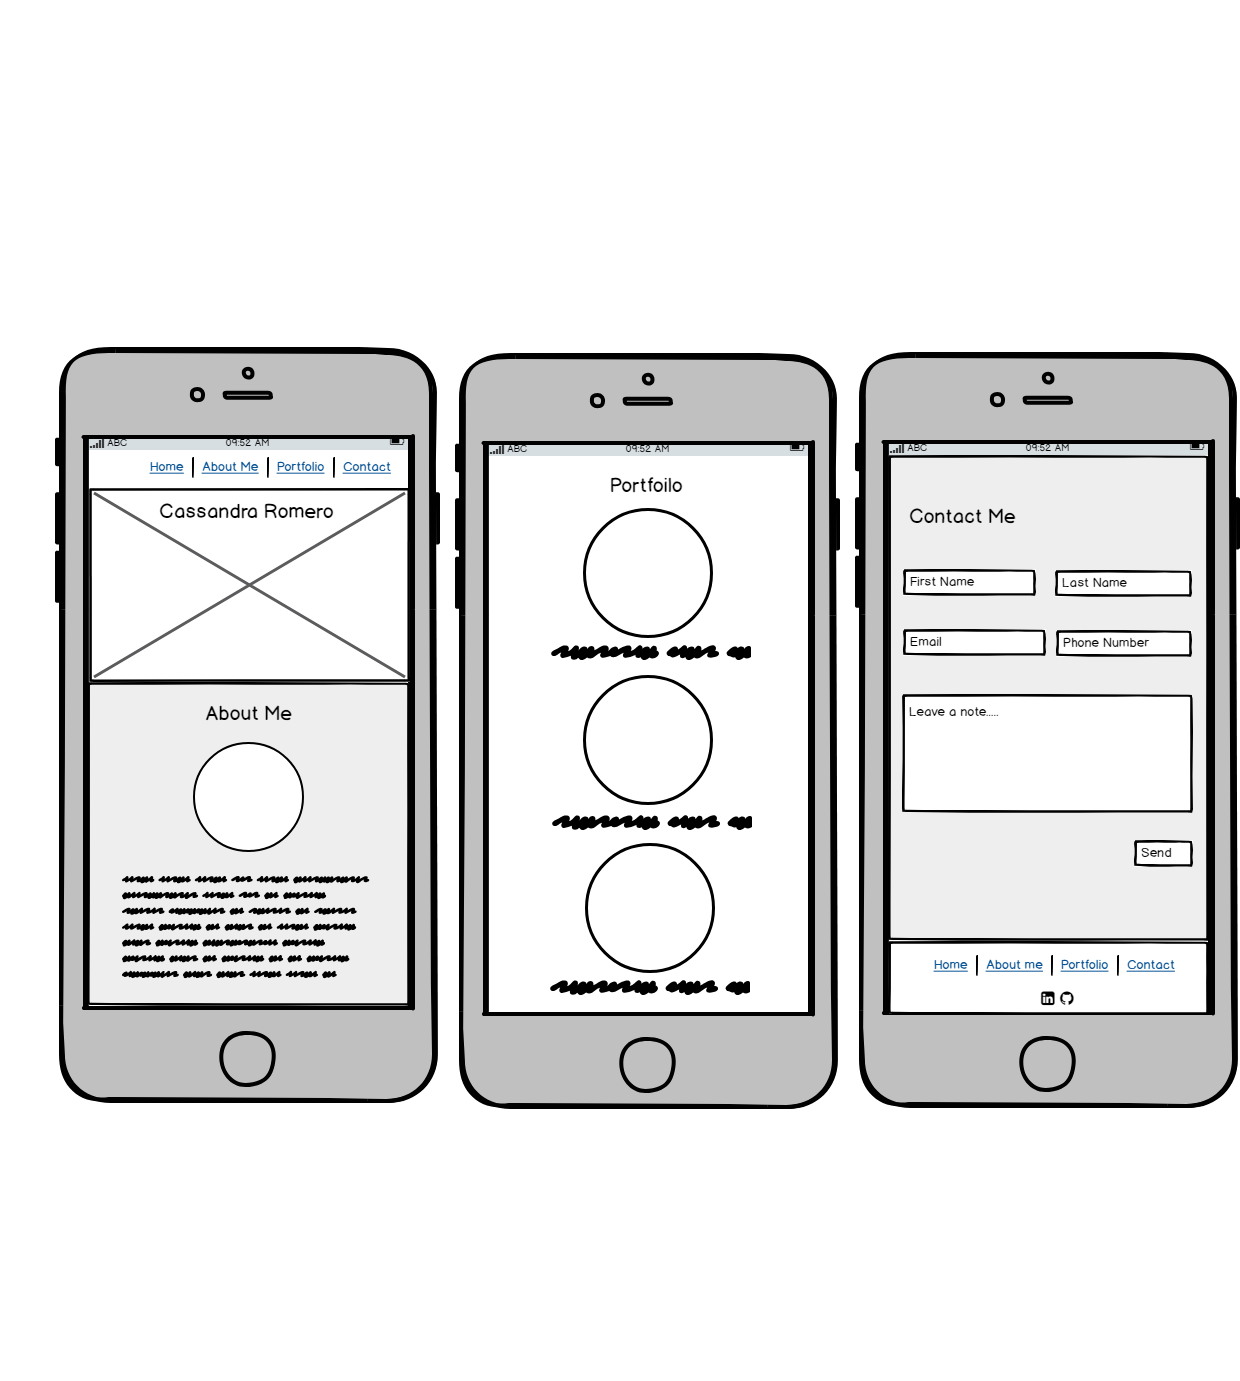 ABC 09:52 AM
Home About Me Portfolio Contact
Cassandra Romero
About Me
ABC 09:52 AM
Portfoilo
ABC 09:52 AM
Contact Me
First Name Last Name
Email Phone Number
Leave a note.....
Send
Home About me Portfolio Contact
in